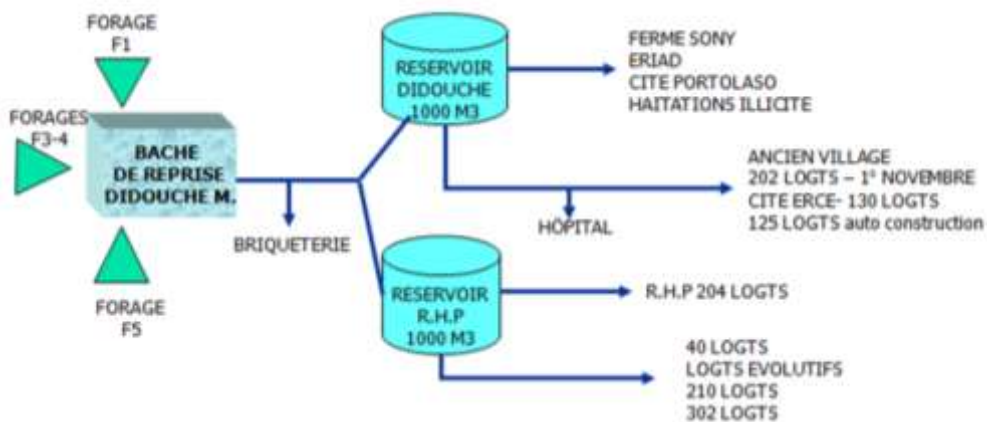 FORAGE
F1
FORAGES
F3-4
BACHE
DE REPRISE
DIDOUCHE M.
FORAGE
F5
BRIQUETERIE
RESERVOIR
DIDOUCHE
1000 M3
FERME SONY
ERIAD
CITE PORTOLASO
HAITATIONS ILLICITE
HÖPITAL
ANCIEN VILLAGE
202 LOGTS – 1° NOVEMBRE
CITE ERCE- 130 LOGTS
125 LOGTS auto construction
RESERVOIR
R.H.P
1000 M3
R.H.P 204 LOGTS
40 LOGTS
LOGTS EVOLUTIFS
210 LOGTS
302 LOGTS